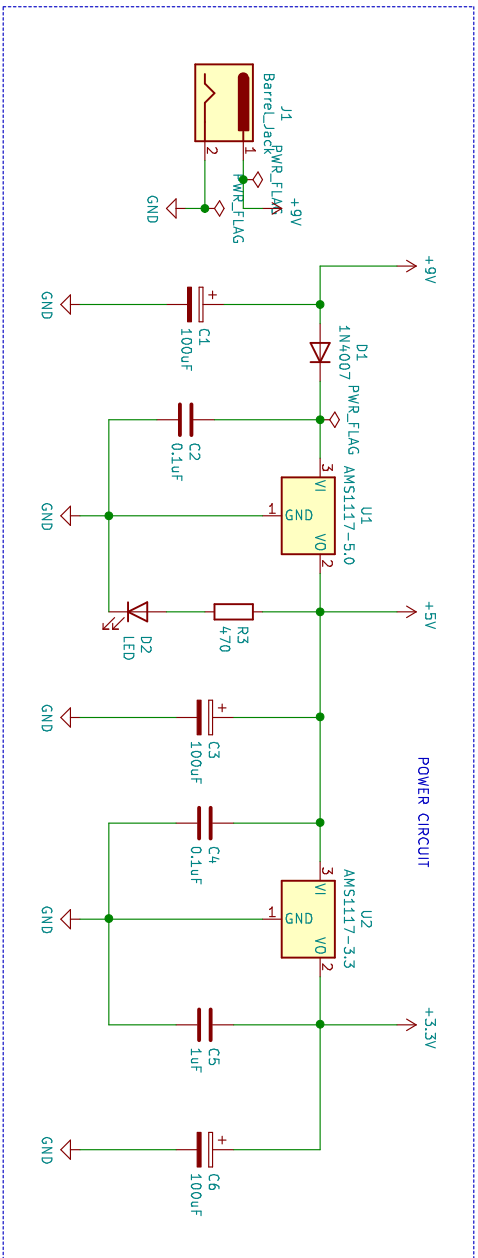 POWER CIRCUIT
J1
Barrel_Jack
1
2
PWR_FLAG
PWR_FLAG
+9V
GND
+9V
C1
100uF
GND
D1
1N4007
PWR_FLAG
C2
0.1uF
U1
AMS1117-5.0
3
VI
1
GND
VO
2
GND
+5V
R3
470
D2
LED
C3
100uF
GND
C4
0.1uF
U2
AMS1117-3.3
3
VI
1
GND
VO
2
GND
+3.3V
C5
1uF
C6
100uF
GND
+
+
+